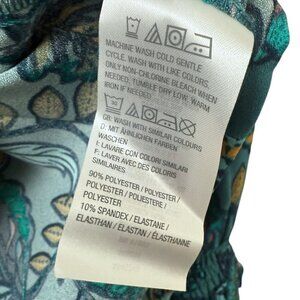 MACHINE WASH COLD GENTLE
CYCLE. WASH WITH LIKE COLOURS.
ONLY NON-CHLORINE BLEACH WHEN
NEEDED. TUMBLE DRY LOW. WARM
IRON IF NEEDED.
GB: WASH WITH SIMILAR COLOURS
D: MIT ÄHNLICHEN FARBEN
WASCHEN
I: LAVARE CON COLORI SIMILARI
F: LAVER AVEC DES COLORIS
SIMILAIRES
90% POLYESTER / POLYESTER /
POLYESTER / POLIESTERE /
POLYESTER
10% SPANDEX / ELASTANE /
ELASTHAN / ELASTAN / ÉLASTHANNE